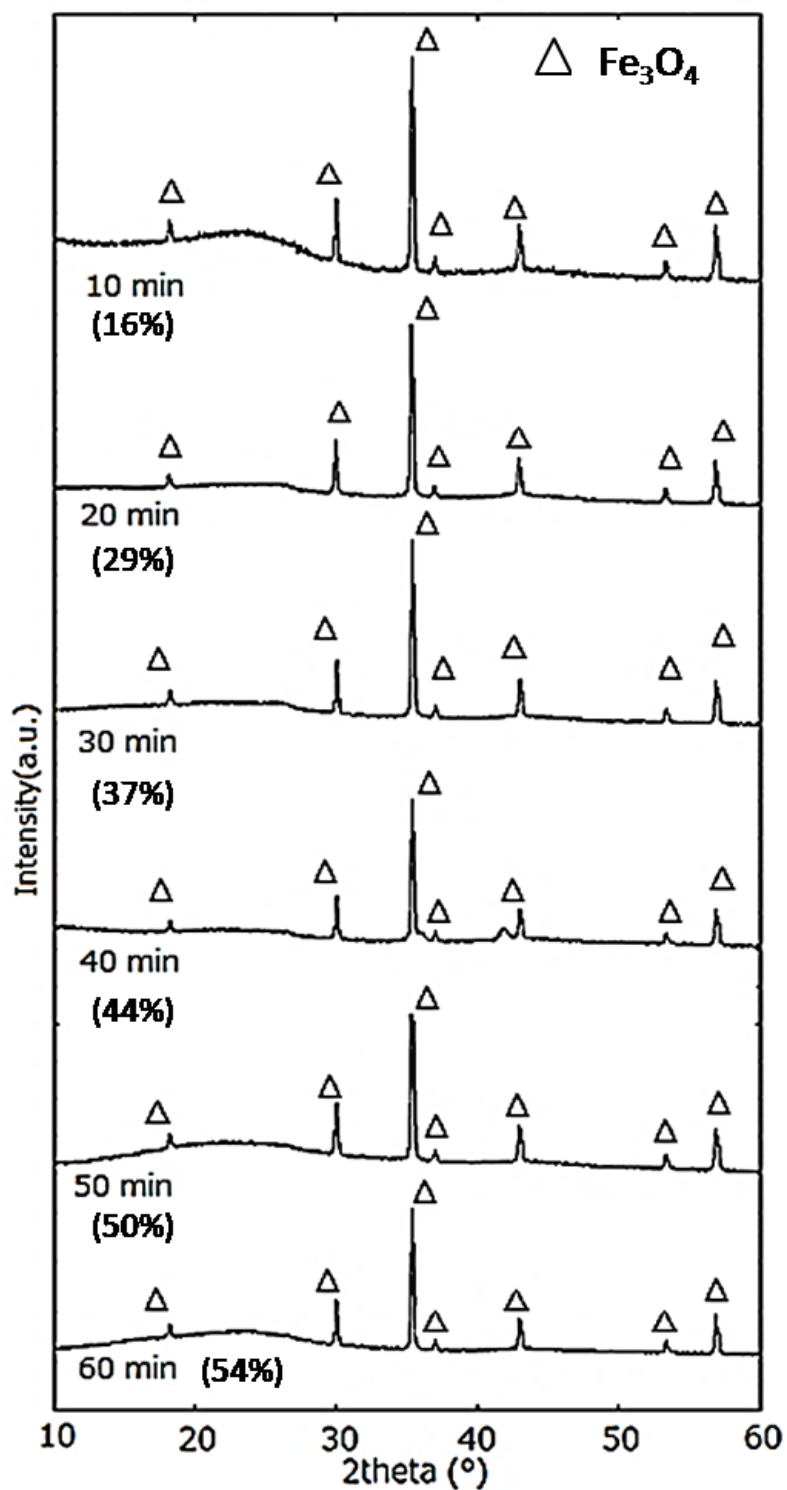 △ Fe₃O₄
10 min
(16%)
20 min
(29%)
30 min
(37%)
40 min
(44%)
50 min
(50%)
60 min (54%)
Intensity(a.u.)
10 20 30 40 50 60
2theta (°)